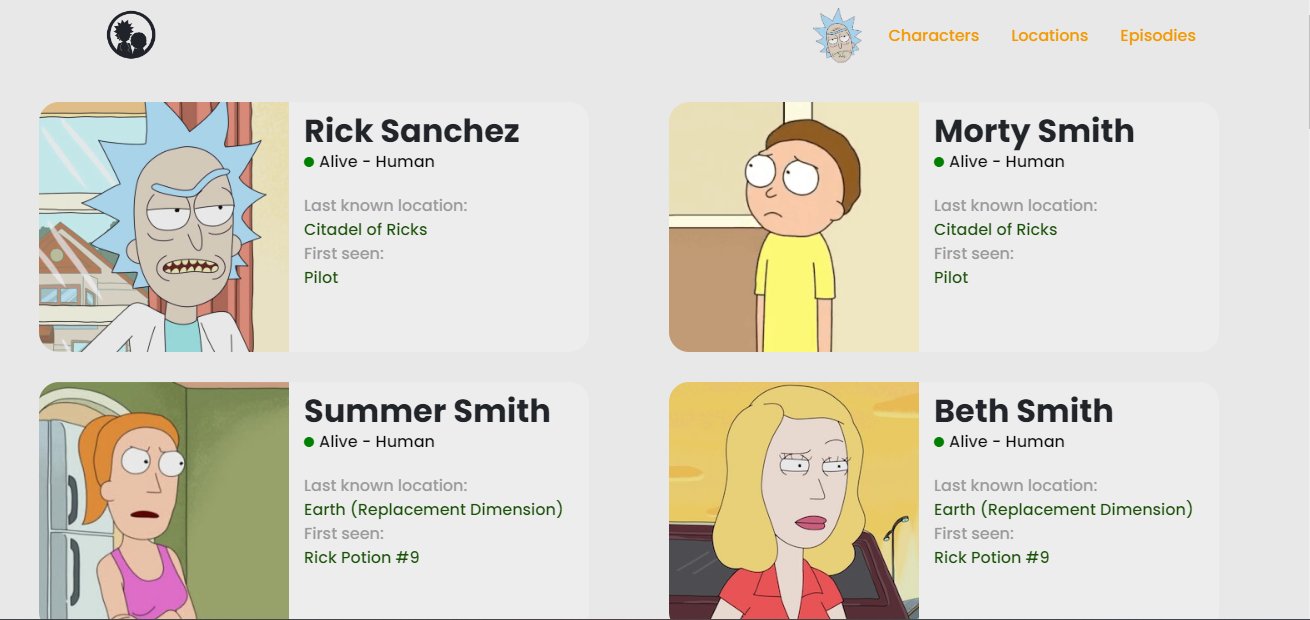 Characters Locations Episodies
Rick Sanchez
Alive - Human
Last known location:
Citadel of Ricks
First seen:
Pilot
Morty Smith
Alive - Human
Last known location:
Citadel of Ricks
First seen:
Pilot
Summer Smith
Alive - Human
Last known location:
Earth (Replacement Dimension)
First seen:
Rick Potion #9
Beth Smith
Alive - Human
Last known location:
Earth (Replacement Dimension)
First seen:
Rick Potion #9